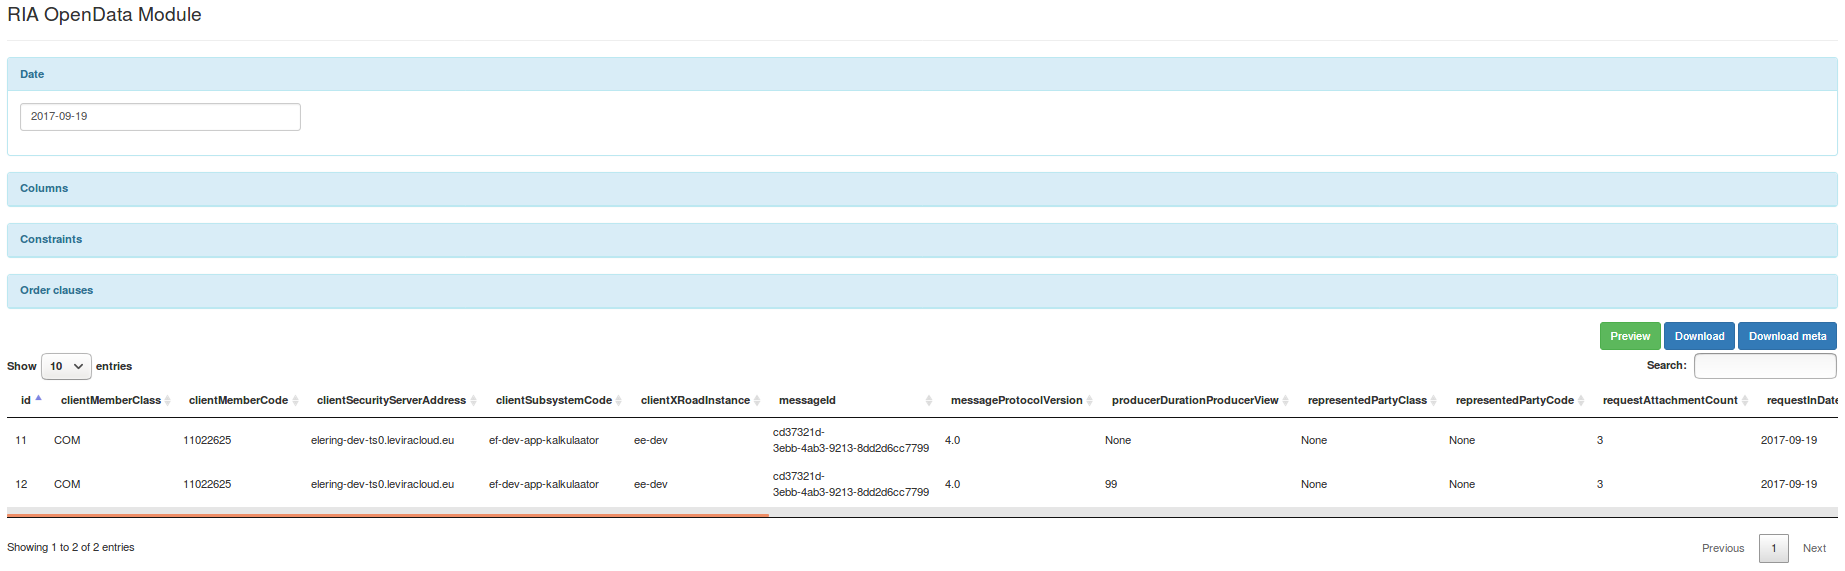 RIA OpenData Module
Date
2017-09-19
Columns
Constraints
Order clauses
Preview Download Download meta
Show 10 entries Search:
id clientMemberClass clientMemberCode clientSecurityServerAddress clientSubsystemCode clientXRoadInstance messageId messageProtocolVersion producerDurationProducerView representedPartyClass representedPartyCode requestAttachmentCount requestInDate
11 COM 11022625 elering-dev-ts0.leviracloud.eu ef-dev-app-kalkulaator ee-dev cd37321d-
3ebb-4ab3-9213-8dd2d6cc7799 4.0 None None None 3 2017-09-19
12 COM 11022625 elering-dev-ts0.leviracloud.eu ef-dev-app-kalkulaator ee-dev cd37321d-
3ebb-4ab3-9213-8dd2d6cc7799 4.0 99 None None 3 2017-09-19
Showing 1 to 2 of 2 entries Previous 1 Next